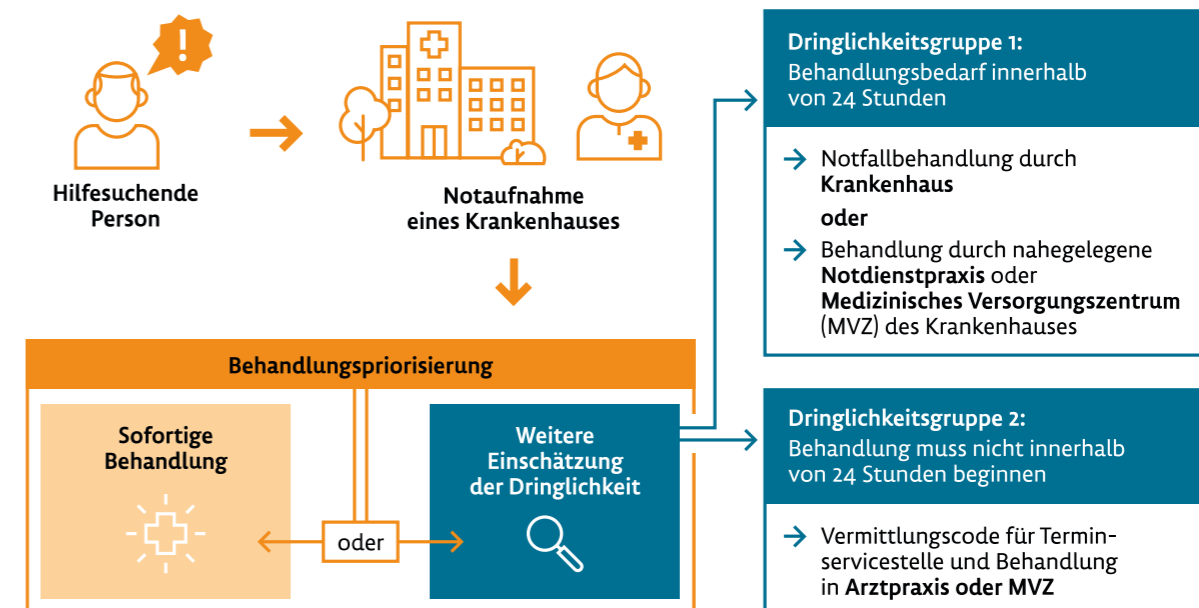 Hilfesuchende
Person
Notaufnahme
eines Krankenhauses
Behandlungspriorisierung
Sofortige
Behandlung
oder
Weitere
Einschätzung
der Dringlichkeit
Dringlichkeitsgruppe 1:
Behandlungsbedarf innerhalb
von 24 Stunden
Notfallbehandlung durch
Krankenhaus
oder
Behandlung durch nahegelegene
Notdienstpraxis oder
Medizinisches Versorgungszentrum
(MVZ) des Krankenhauses
Dringlichkeitsgruppe 2:
Behandlung muss nicht innerhalb
von 24 Stunden beginnen
Vermittlungscode für Termin-
servicestelle und Behandlung
in Arztpraxis oder MVZ